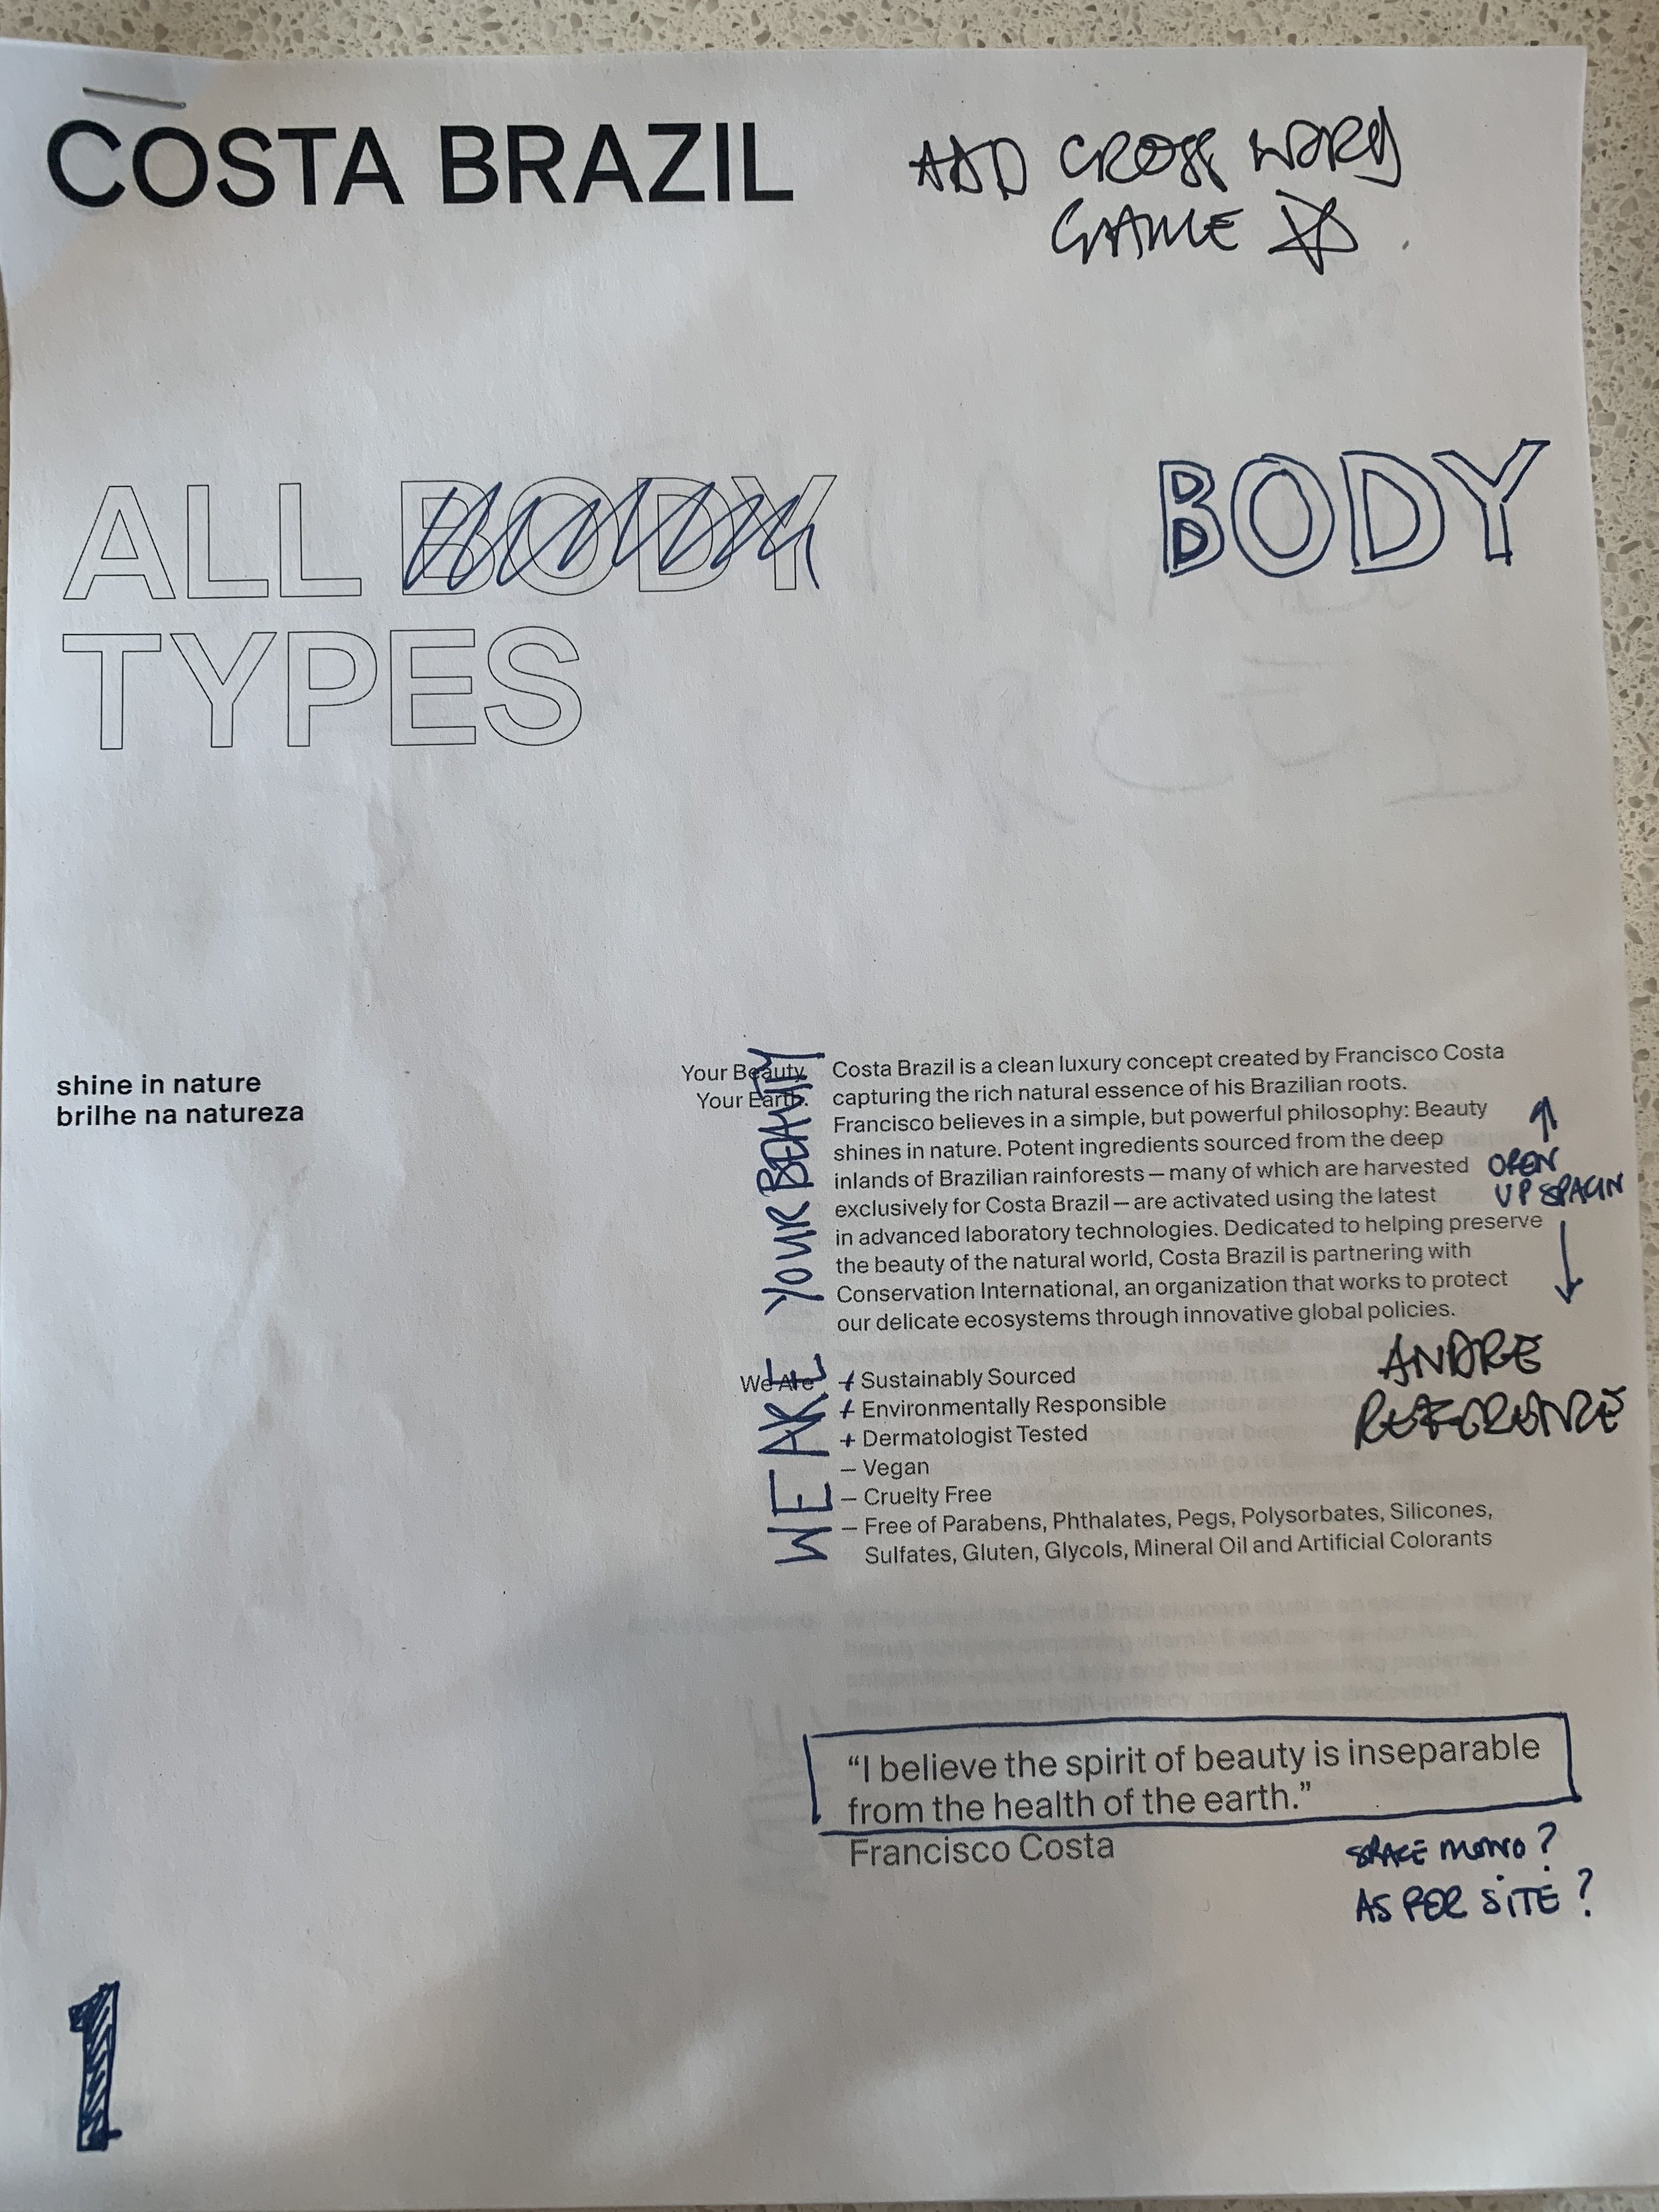 COSTA BRAZIL
ADD CROSS WORD
GAME
ALL BODY
BODY
TYPES
shine in nature
brilhe na natureza
Your Beauty.
Your Earth.
YOUR BEAUTY
Costa Brazil is a clean luxury concept created by Francisco Costa
capturing the rich natural essence of his Brazilian roots.
Francisco believes in a simple, but powerful philosophy: Beauty
shines in nature. Potent ingredients sourced from the deep
inlands of Brazilian rainforests — many of which are harvested
exclusively for Costa Brazil — are activated using the latest
in advanced laboratory technologies. Dedicated to helping preserve
the beauty of the natural world, Costa Brazil is partnering with
Conservation International, an organization that works to protect
our delicate ecosystems through innovative global policies.
OPEN
UP SPACIN
ANDRE
REFERENCE
We Are
WE ARE
+ Sustainably Sourced
+ Environmentally Responsible
+ Dermatologist Tested
– Vegan
– Cruelty Free
– Free of Parabens, Phthalates, Pegs, Polysorbates, Silicones,
Sulfates, Gluten, Glycols, Mineral Oil and Artificial Colorants
“I believe the spirit of beauty is inseparable
from the health of the earth.”
Francisco Costa
SPACE MONO?
AS PER SITE?
1